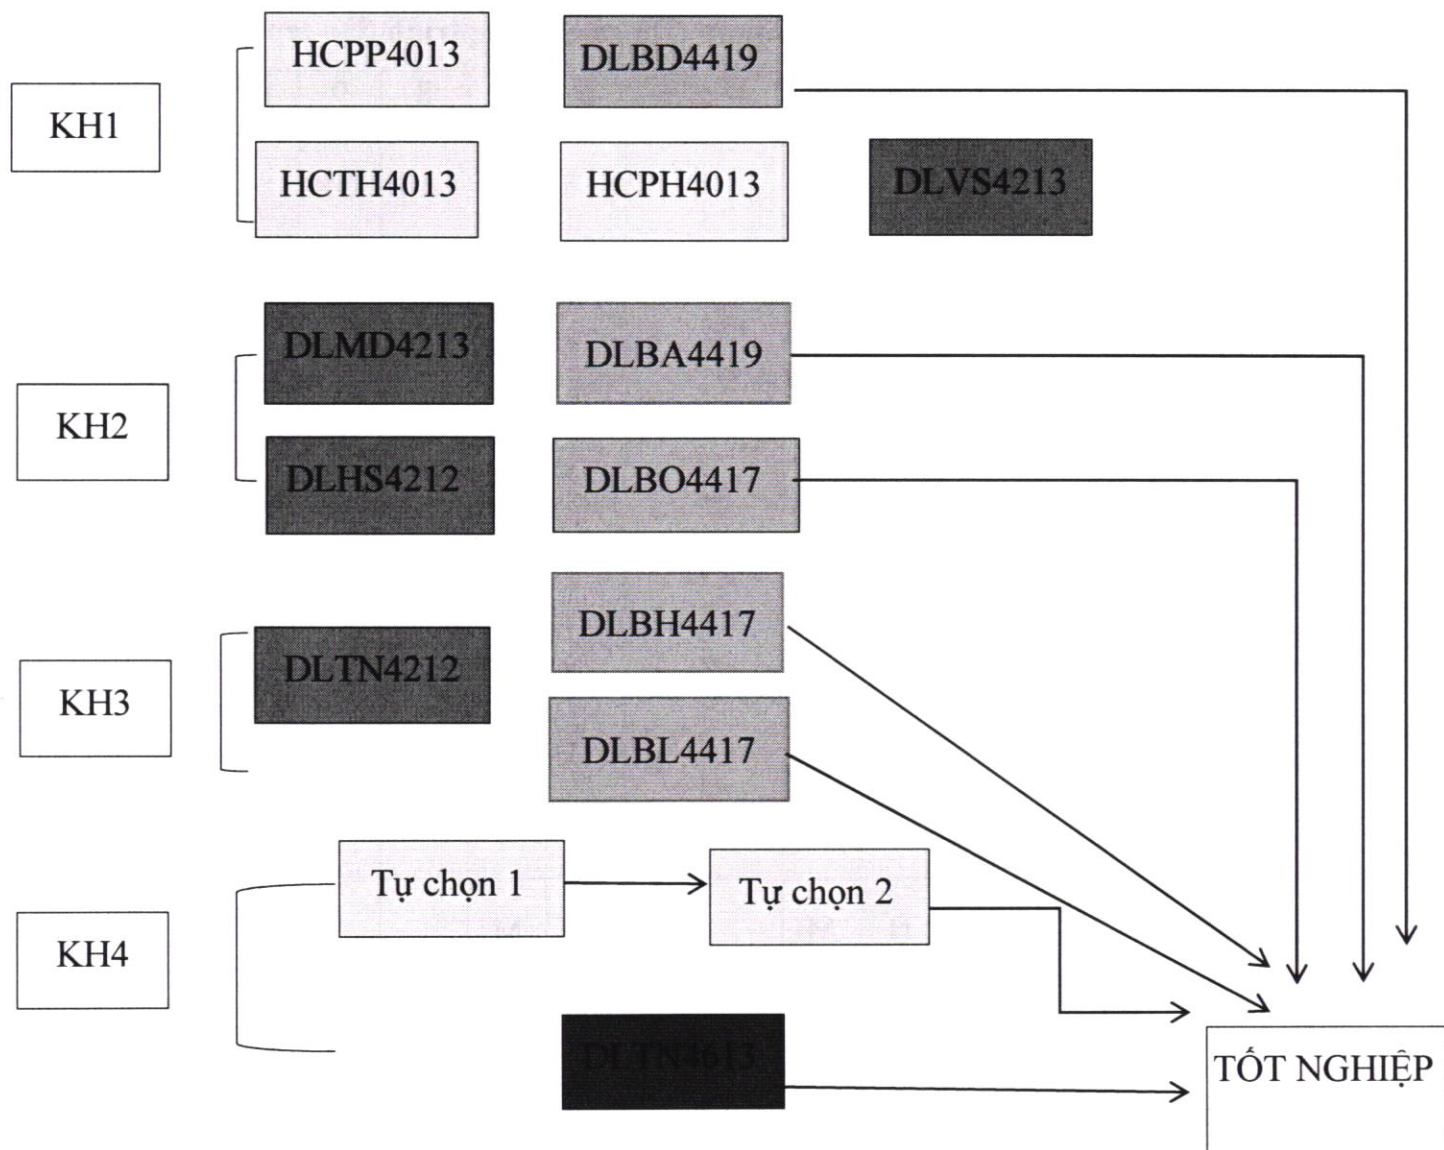 HCPP4013
DLBD4419
KH1
HCTH4013
HCPH4013
DLVS4213
DLMD4213
DLBA4419
KH2
DLHS4212
DLBO4417
DLBH4417
DLTN4212
KH3
DLBL4417
Tự chọn 1
Tự chọn 2
KH4
DLTN4613
TỐT NGHIỆP